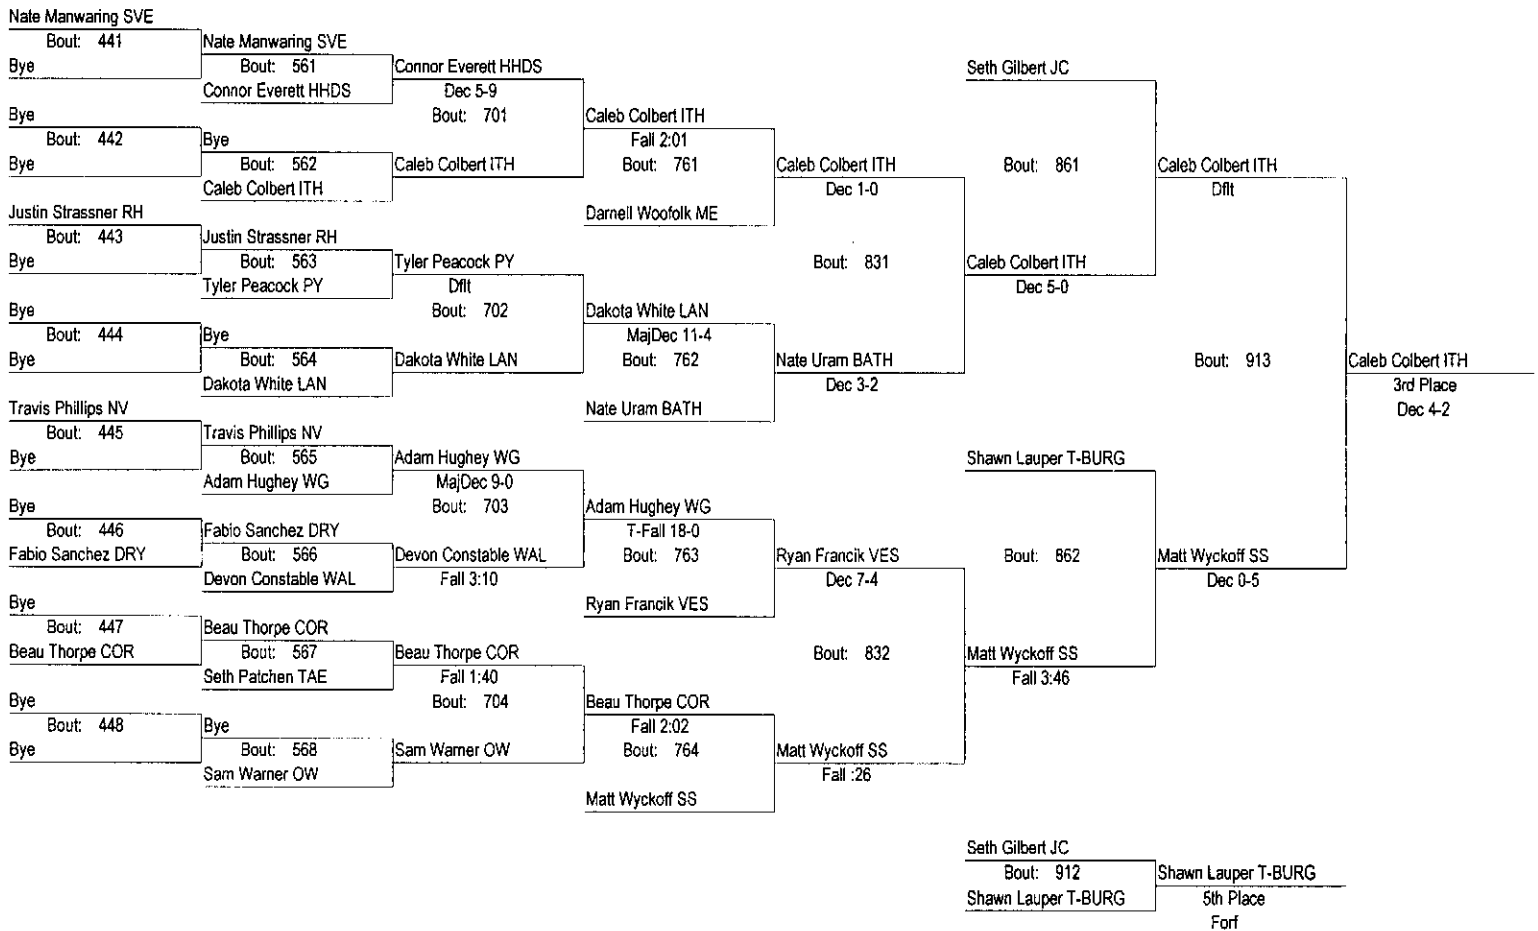 Nate Manwaring SVE
Bout: 441
Bye
Bye
Bout: 442
Bye
Justin Strassner RH
Bout: 443
Bye
Bye
Bout: 444
Bye
Travis Phillips NV
Bout: 445
Bye
Bye
Bout: 446
Fabio Sanchez DRY
Bye
Bout: 447
Beau Thorpe COR
Bye
Bout: 448
Bye
Nate Manwaring SVE
Bout: 561
Connor Everett HHDS
Bye
Bout: 562
Caleb Colbert ITH
Justin Strassner RH
Bout: 563
Tyler Peacock PY
Bye
Bout: 564
Dakota White LAN
Travis Phillips NV
Bout: 565
Adam Hughey WG
Fabio Sanchez DRY
Bout: 566
Devon Constable WAL
Beau Thorpe COR
Bout: 567
Seth Patchen TAE
Bye
Bout: 568
Sam Warner OW
Connor Everett HHDS
Dec 5-9
Bout: 701
Caleb Colbert ITH
Tyler Peacock PY
Dflt
Bout: 702
Dakota White LAN
Adam Hughey WG
MajDec 9-0
Bout: 703
Devon Constable WAL
Fall 3:10
Beau Thorpe COR
Fall 1:40
Bout: 704
Sam Warner OW
Caleb Colbert ITH
Fall 2:01
Bout: 761
Darnell Woofolk ME
Dakota White LAN
MajDec 11-4
Bout: 762
Nate Uram BATH
Adam Hughey WG
T-Fall 18-0
Bout: 763
Ryan Francik VES
Beau Thorpe COR
Fall 2:02
Bout: 764
Matt Wyckoff SS
Caleb Colbert ITH
Dec 1-0
Bout: 831
Nate Uram BATH
Dec 3-2
Ryan Francik VES
Dec 7-4
Bout: 832
Matt Wyckoff SS
Fall :26
Seth Gilbert JC
Bout: 861
Caleb Colbert ITH
Dec 5-0
Shawn Lauper T-BURG
Bout: 862
Matt Wyckoff SS
Fall 3:46
Caleb Colbert ITH
Dflt
Bout: 913
Matt Wyckoff SS
Dec 0-5
Caleb Colbert ITH
3rd Place
Dec 4-2
Seth Gilbert JC
Bout: 912
Shawn Lauper T-BURG
Shawn Lauper T-BURG
5th Place
Forf